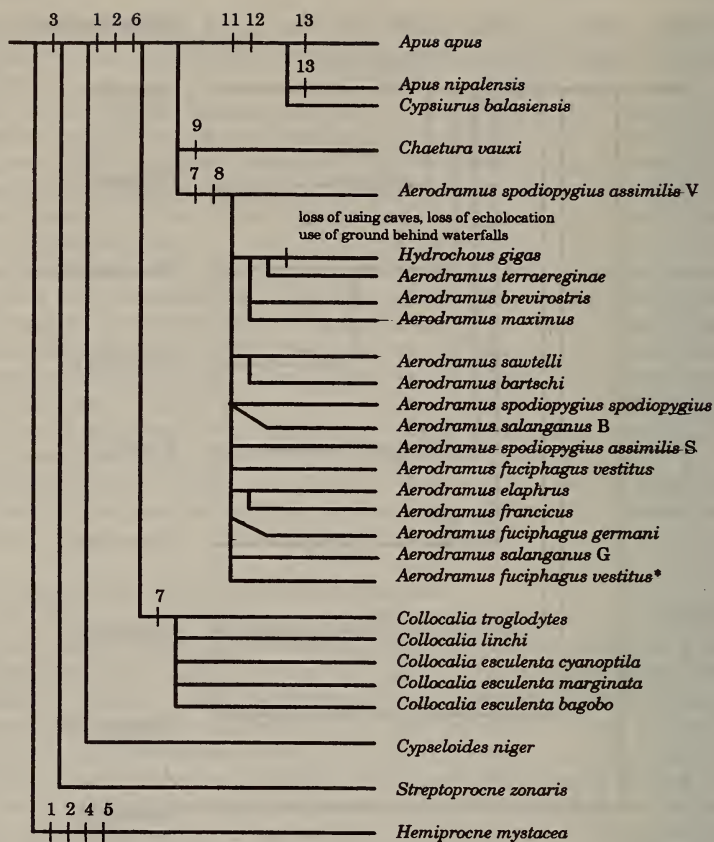 3 1 2 6 11 12 13
Apus apus
13
Apus nipalensis
Cypsiurus balasiensis
9
Chaetura vauxi
7 8
Aerodramus spodiopygius assimilis V
loss of using caves, loss of echolocation
use of ground behind waterfalls
Hydrochous gigas
Aerodramus terraereginae
Aerodramus brevirostris
Aerodramus maximus
Aerodramus sawtelli
Aerodramus bartschi
Aerodramus spodiopygius spodiopygius
Aerodramus salanganus B
Aerodramus spodiopygius assimilis S
Aerodramus fuciphagus vestitus
Aerodramus elaphrus
Aerodramus francicus
Aerodramus fuciphagus germani
Aerodramus salanganus G
Aerodramus fuciphagus vestitus*
7
Collocalia troglodytes
Collocalia linchi
Collocalia esculenta cyanoptila
Collocalia esculenta marginata
Collocalia esculenta bagobo
Cypseloides niger
Streptoprocne zonaris
1 2 4 5
Hemiprocne mystacea